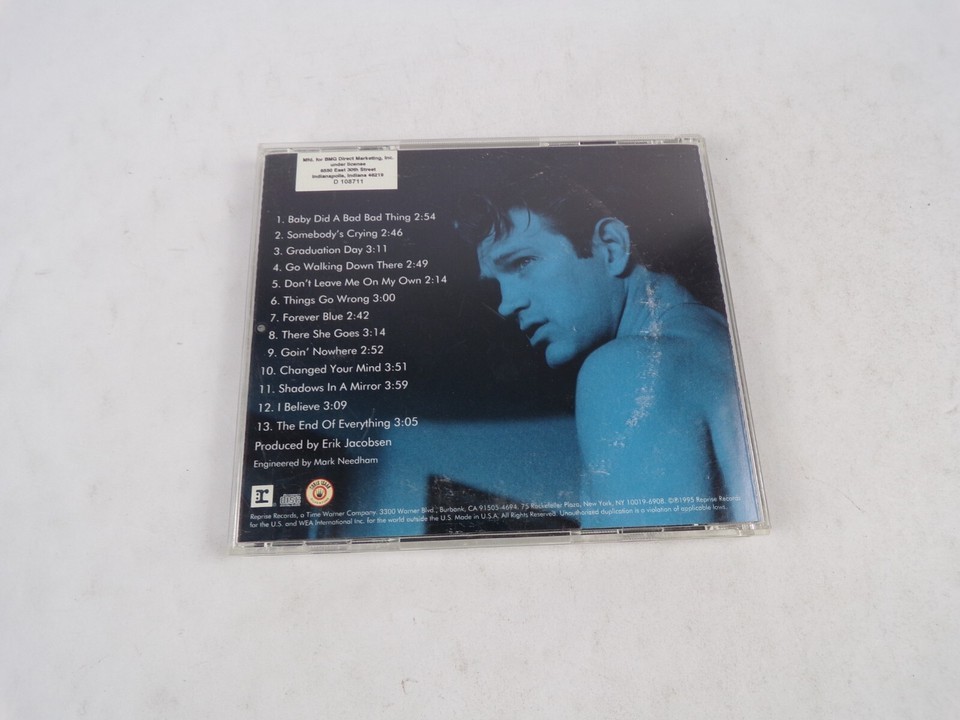 Mfd. for BMG Direct Marketing, Inc.
under license
6550 East 30th Street
Indianapolis, Indiana 46219
D 108711
1. Baby Did A Bad Bad Thing 2:54
2. Somebody's Crying 2:46
3. Graduation Day 3:11
4. Go Walking Down There 2:49
5. Don't Leave Me On My Own 2:14
6. Things Go Wrong 3:00
7. Forever Blue 2:42
8. There She Goes 3:14
9. Goin' Nowhere 2:52
10. Changed Your Mind 3:51
11. Shadows In A Mirror 3:59
12. I Believe 3:09
13. The End Of Everything 3:05
Produced by Erik Jacobsen
Engineered by Mark Needham
r
disc
Reprise Records, a Time Warner Company. 3300 Warner Blvd., Burbank, CA 91505-4694. 75 Rockefeller Plaza, New York, NY 10019-6908. ©℗1995 Reprise Records
for the U.S. and WEA International Inc. for the world outside the U.S. Made in U.S.A. All Rights Reserved. Unauthorized duplication is a violation of applicable laws.